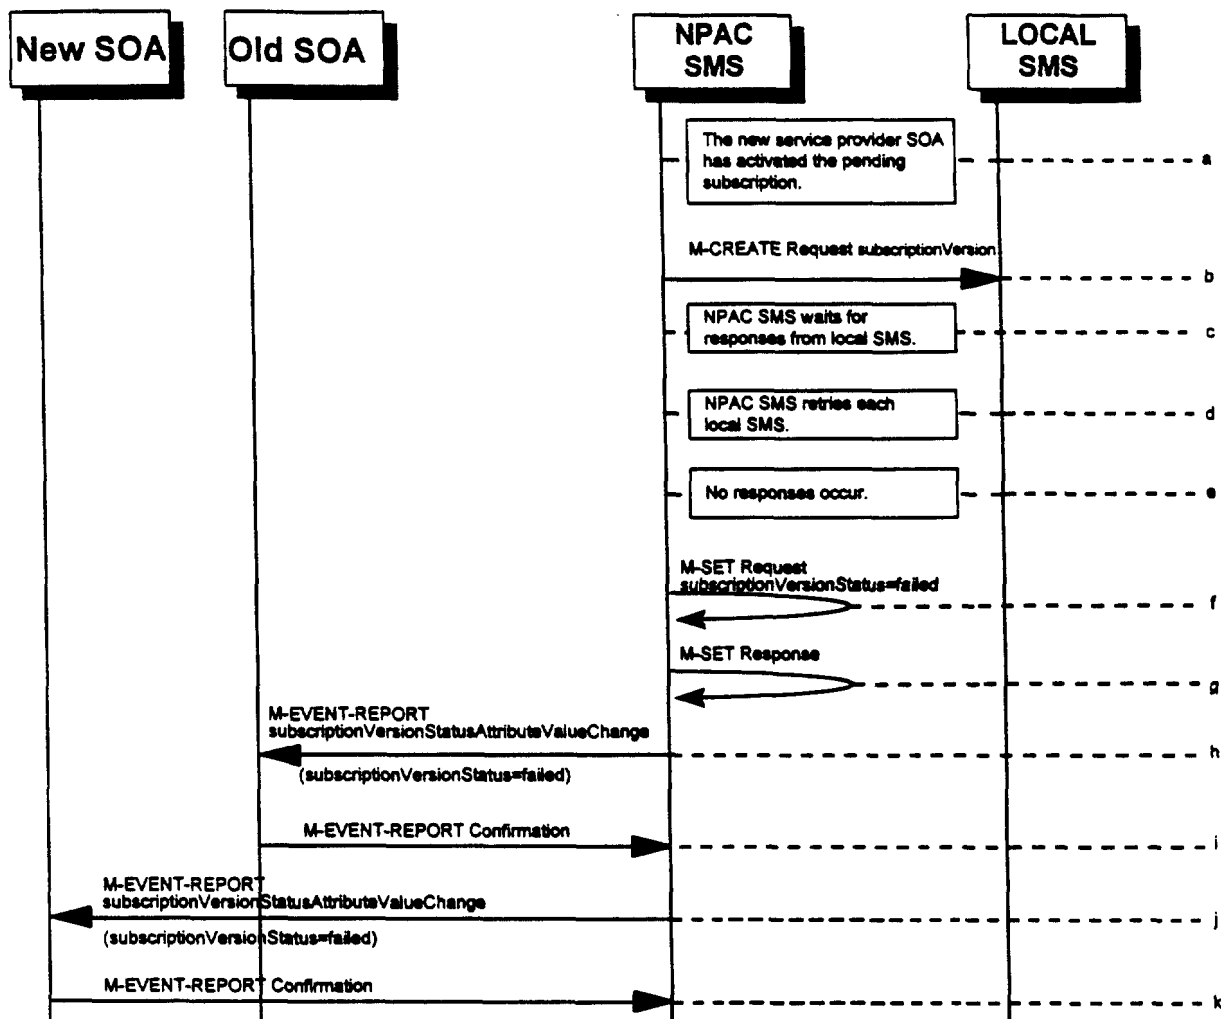 New SOA
Old SOA
NPAC
SMS
LOCAL
SMS
The new service provider SOA
has activated the pending
subscription.
a
M-CREATE Request subscriptionVersion
b
NPAC SMS waits for
responses from local SMS.
c
NPAC SMS retries each
local SMS.
d
No responses occur.
e
M-SET Request
subscriptionVersionStatus=failed
f
M-SET Response
g
M-EVENT-REPORT
subscriptionVersionStatusAttributeValueChange
h
(subscriptionVersionStatus=failed)
M-EVENT-REPORT Confirmation
i
M-EVENT-REPORT
subscriptionVersionStatusAttributeValueChange
j
(subscriptionVersionStatus=failed)
M-EVENT-REPORT Confirmation
k